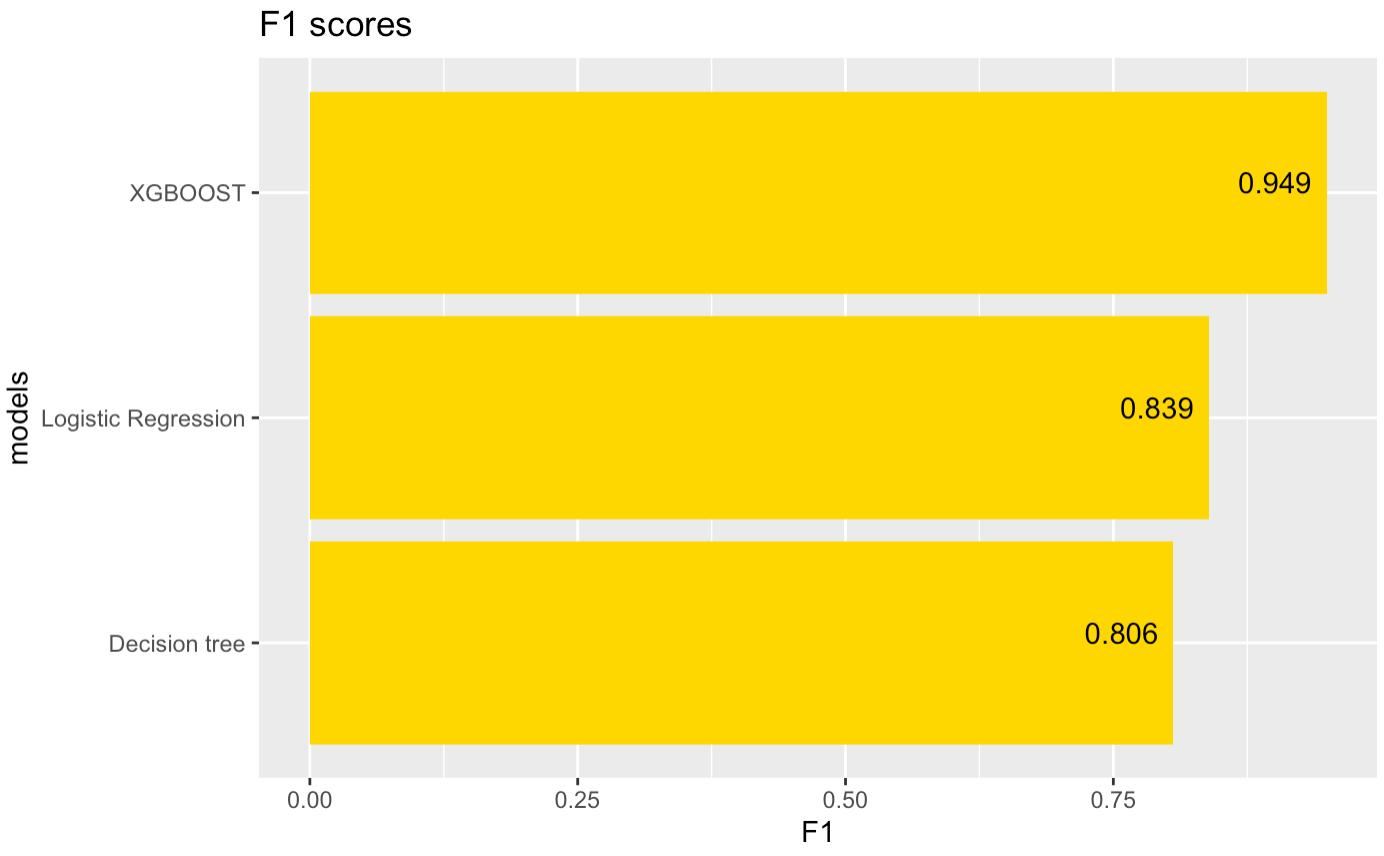 F1 scores
XGBOOST
0.949
models
Logistic Regression
0.839
Decision tree
0.806
0.00 0.25 0.50 0.75
F1